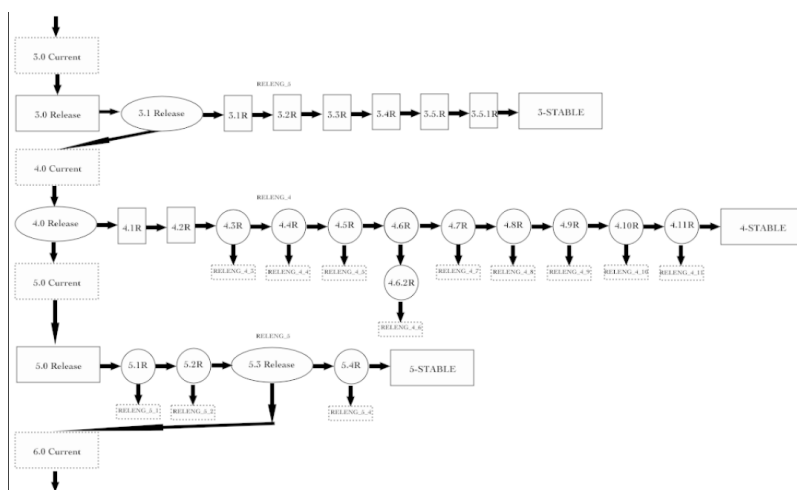 3.0 Current
RELENG_3
3.0 Release
3.1 Release
3.1R
3.2R
3.3R
3.4R
3.5.R
3.5.1R
3-STABLE
4.0 Current
RELENG_4
4.0 Release
4.1R
4.2R
4.3R
4.4R
4.5R
4.6R
4.7R
4.8R
4.9R
4.10R
4.11R
4-STABLE
RELENG_4_3
RELENG_4_4
RELENG_4_5
RELENG_4_7
RELENG_4_8
RELENG_4_9
RELENG_4_10
RELENG_4_11
5.0 Current
4.6.2R
RELENG_4_6
RELENG_5
5.0 Release
5.1R
5.2R
5.3 Release
5.4R
5-STABLE
RELENG_5_1
RELENG_5_2
RELENG_5_4
6.0 Current